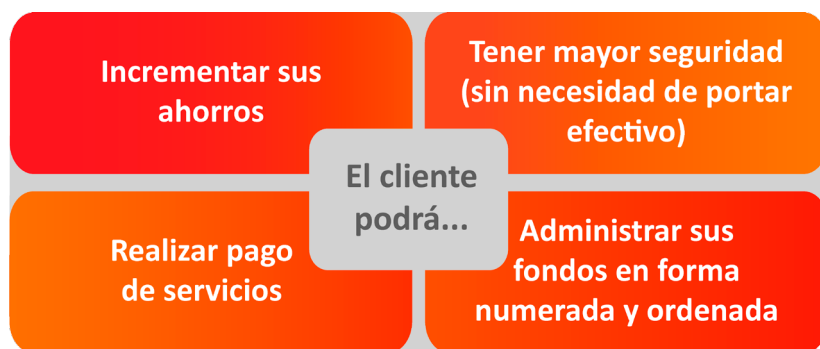 Incrementar sus
ahorros
Tener mayor seguridad
(sin necesidad de portar
efectivo)
El cliente
podrá...
Realizar pago
de servicios
Administrar sus
fondos en forma
numerada y ordenada